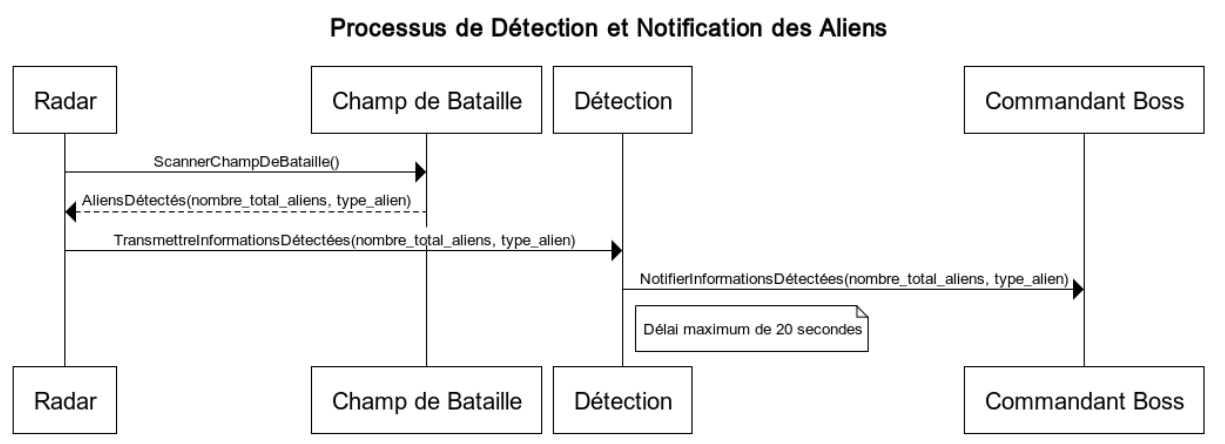 Processus de Détection et Notification des Aliens
Radar
Champ de Bataille
Détection
Commandant Boss
ScannerChampDeBataille()
AliensDétectés(nombre_total_aliens, type_alien)
TransmettreInformationsDétectées(nombre_total_aliens, type_alien)
NotifierInformationsDétectées(nombre_total_aliens, type_alien)
Délai maximum de 20 secondes
Radar
Champ de Bataille
Détection
Commandant Boss